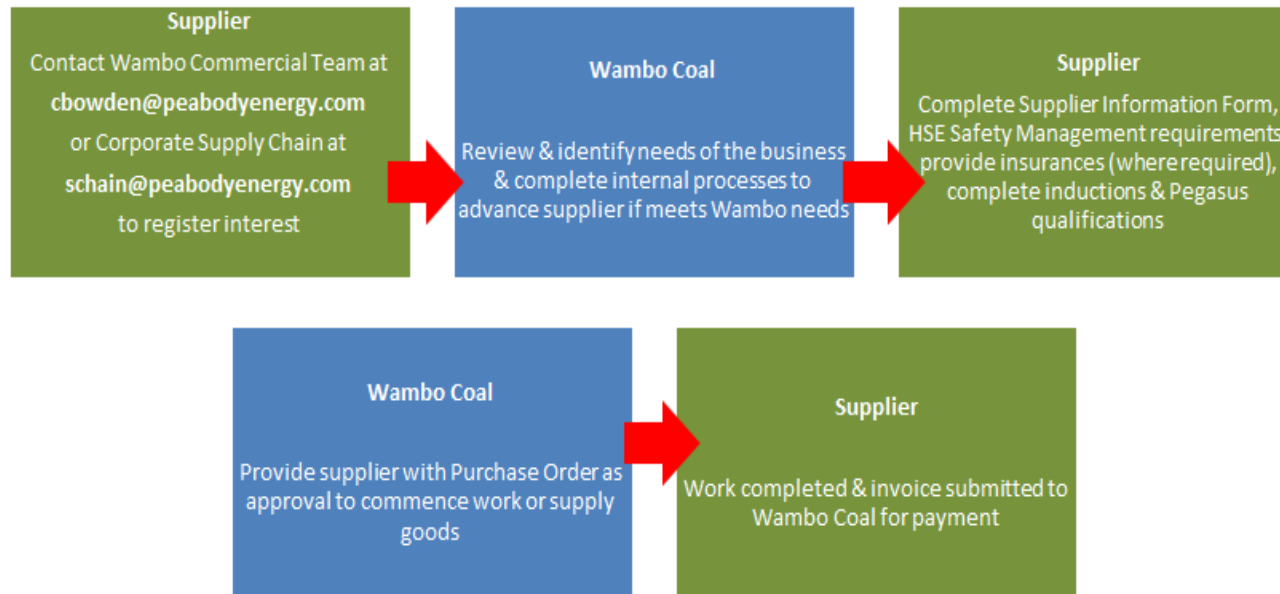 Supplier
Contact Wambo Commercial Team at
cbowden@peabodyenergy.com
or Corporate Supply Chain at
schain@peabodyenergy.com
to register interest
Wambo Coal
Review & identify needs of the business
& complete internal processes to
advance supplier if meets Wambo needs
Supplier
Complete Supplier Information Form,
HSE Safety Management requirements
provide insurances (where required),
complete inductions & Pegasus
qualifications
Wambo Coal
Provide supplier with Purchase Order as
approval to commence work or supply
goods
Supplier
Work completed & invoice submitted to
Wambo Coal for payment